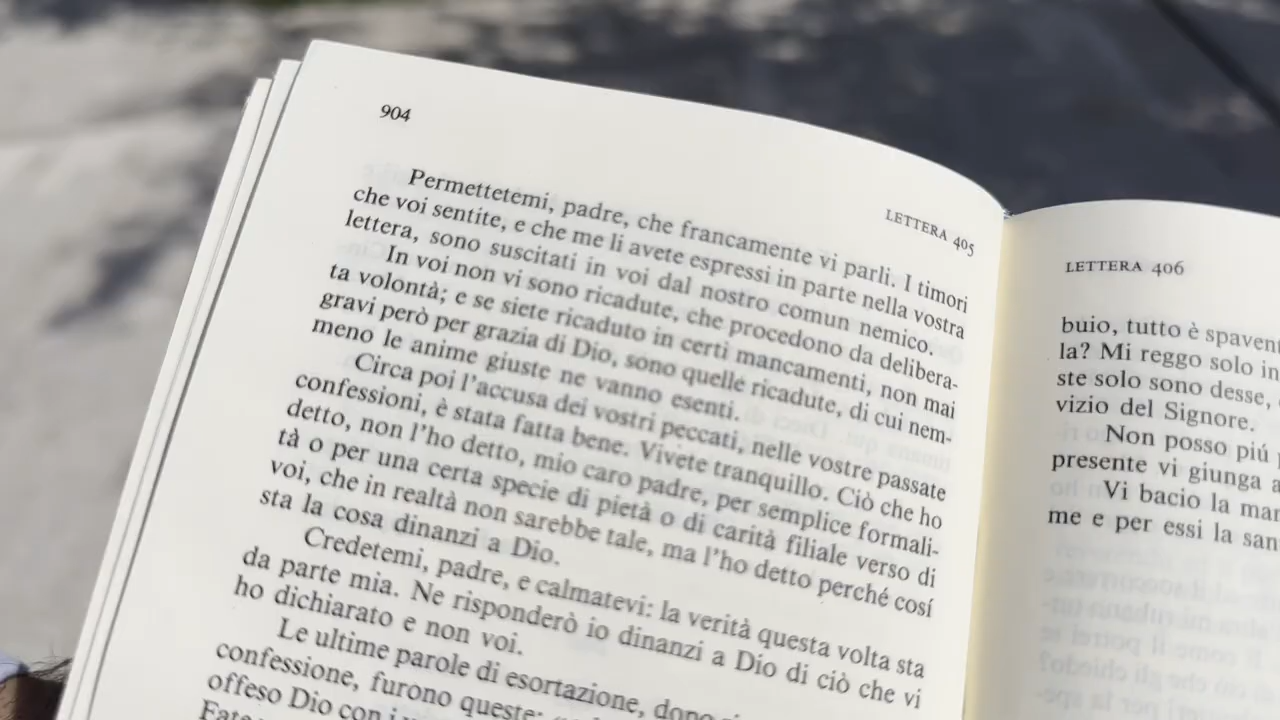 904
LETTERA 405
Permettetemi, padre, che francamente vi parli. I timori
che voi sentite, e che me li avete espressi in parte nella vostra
lettera, sono suscitati in voi dal nostro comun nemico.
In voi non vi sono ricadute, che procedono da delibera-
ta volontà; e se siete ricaduto in certi mancamenti, non mai
gravi però per grazia di Dio, sono quelle ricadute, di cui nem-
meno le anime giuste ne vanno esenti.
Circa poi l'accusa dei vostri peccati, nelle vostre passate
confessioni, è stata fatta bene. Vivete tranquillo. Ciò che ho
detto, non l'ho detto, mio caro padre, per semplice formali-
tà o per una certa specie di pietà o di carità filiale verso di
voi, che in realtà non sarebbe tale, ma l'ho detto perché cosí
sta la cosa dinanzi a Dio.
Credetemi, padre, e calmatevi: la verità questa volta sta
da parte mia. Ne risponderò io dinanzi a Dio di ciò che vi
ho dichiarato e non voi.
Le ultime parole di esortazione, dopo
confessione, furono queste:
offeso Dio con i
LETTERA 406
buio, tutto è spavent
la? Mi reggo solo in
ste solo sono desse,
vizio del Signore.
Non posso piú
presente vi giunga a
Vi bacio la man
me e per essi la san